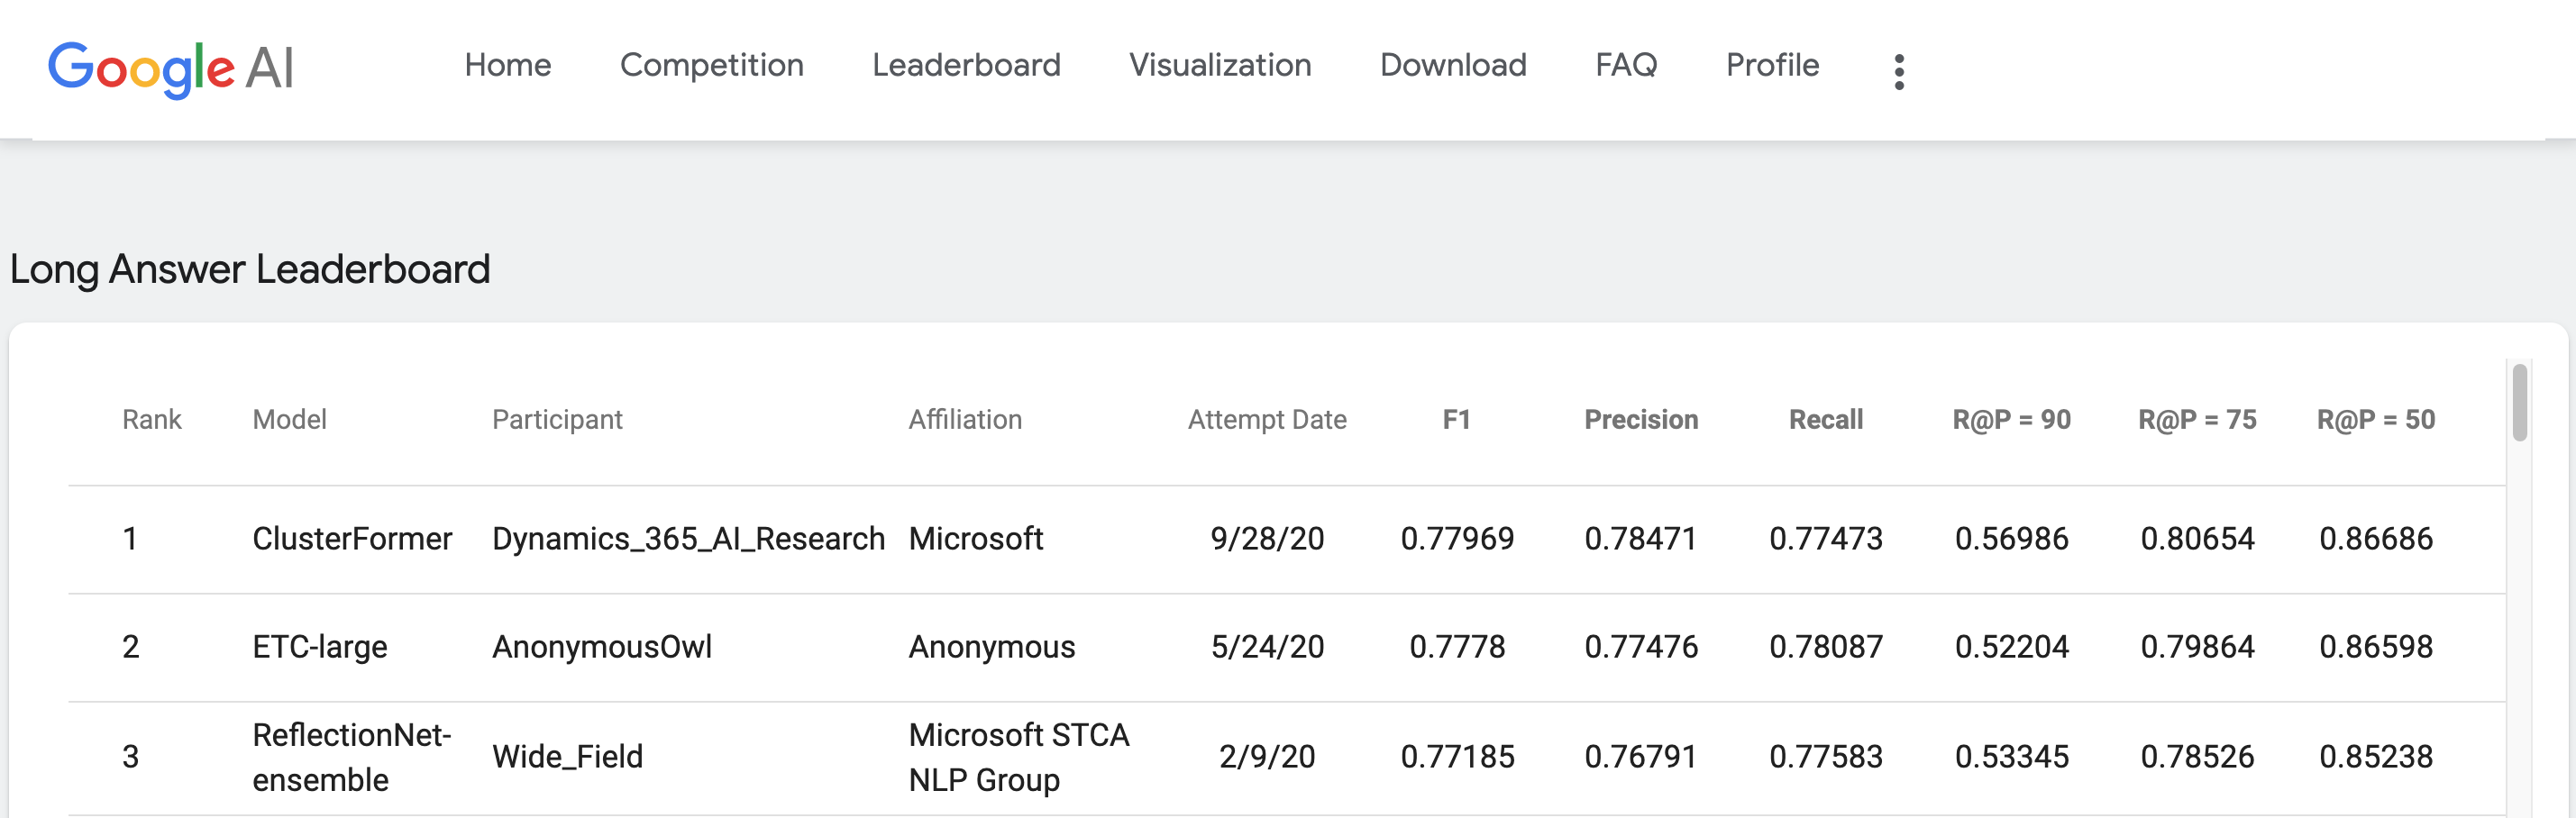 Google AI Home Competition Leaderboard Visualization Download FAQ Profile
Long Answer Leaderboard
Rank Model Participant Affiliation Attempt Date F1 Precision Recall R@P = 90 R@P = 75 R@P = 50
1 ClusterFormer Dynamics_365_AI_Research Microsoft 9/28/20 0.77969 0.78471 0.77473 0.56986 0.80654 0.86686
2 ETC-large AnonymousOwl Anonymous 5/24/20 0.7778 0.77476 0.78087 0.52204 0.79864 0.86598
3 ReflectionNet-
ensemble Wide_Field Microsoft STCA
NLP Group 2/9/20 0.77185 0.76791 0.77583 0.53345 0.78526 0.85238